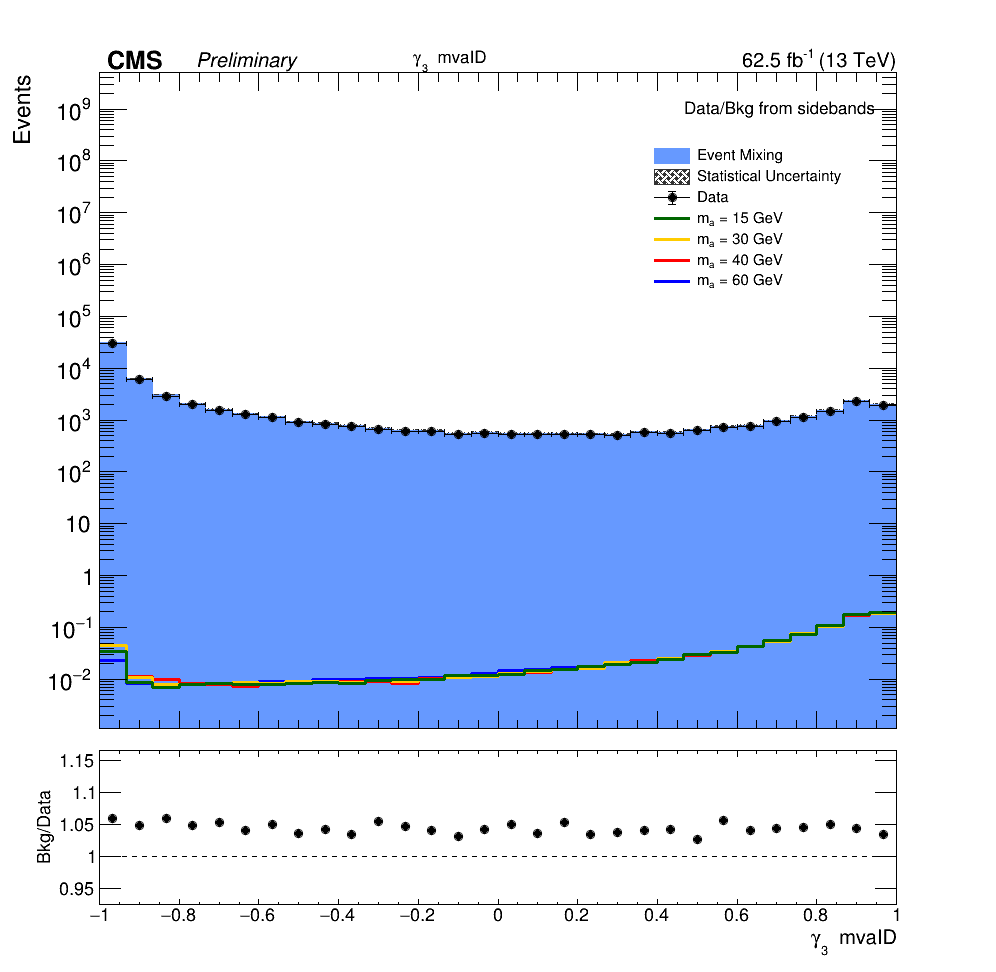 CMS Preliminary γ3 mvaID 62.5 fb-1 (13 TeV)
Events
Data/Bkg from sidebands
Event Mixing
Statistical Uncertainty
Data
ma = 15 GeV
ma = 30 GeV
ma = 40 GeV
ma = 60 GeV
10^9
10^8
10^7
10^6
10^5
10^4
10^3
10^2
10
1
10^−1
10^−2
Bkg/Data
1.15
1.1
1.05
1
0.95
−1 −0.8 −0.6 −0.4 −0.2 0 0.2 0.4 0.6 0.8 1
γ3 mvaID